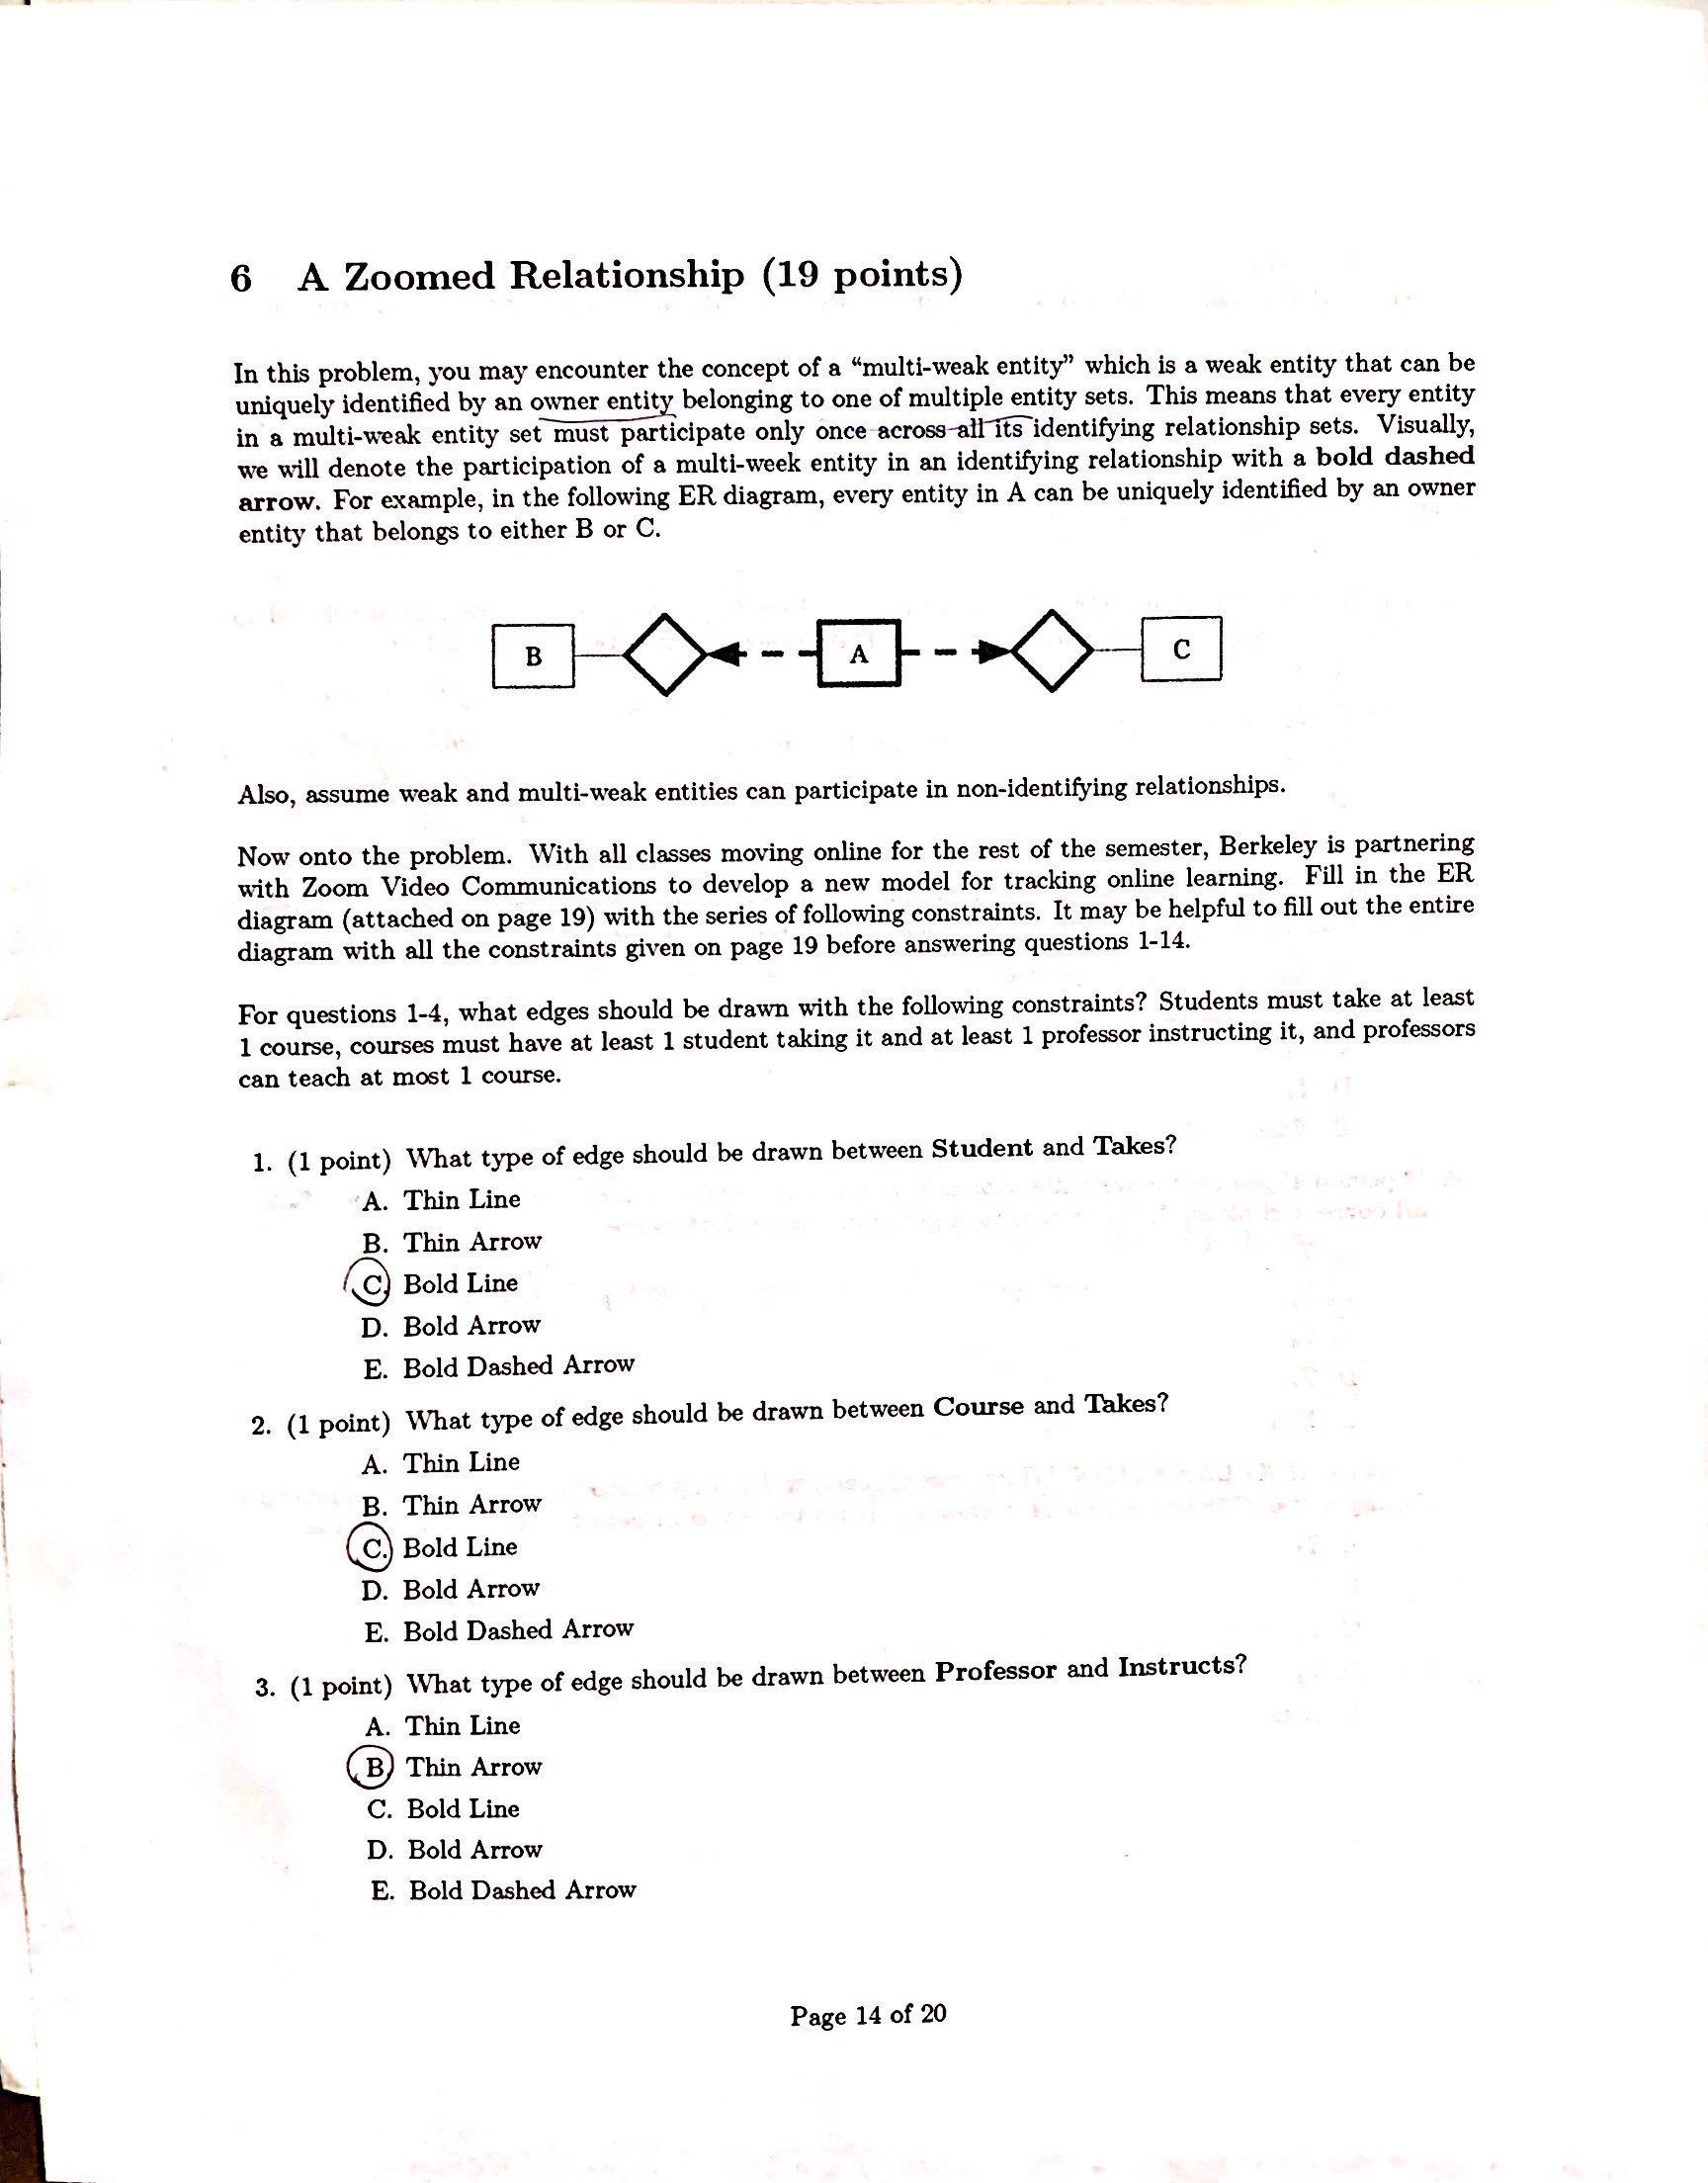 6 A Zoomed Relationship (19 points)
In this problem, you may encounter the concept of a “multi-weak entity” which is a weak entity that can be
uniquely identified by an owner entity belonging to one of multiple entity sets. This means that every entity
in a multi-weak entity set must participate only once across all its identifying relationship sets. Visually,
we will denote the participation of a multi-week entity in an identifying relationship with a bold dashed
arrow. For example, in the following ER diagram, every entity in A can be uniquely identified by an owner
entity that belongs to either B or C.
B A C
Also, assume weak and multi-weak entities can participate in non-identifying relationships.
Now onto the problem. With all classes moving online for the rest of the semester, Berkeley is partnering
with Zoom Video Communications to develop a new model for tracking online learning. Fill in the ER
diagram (attached on page 19) with the series of following constraints. It may be helpful to fill out the entire
diagram with all the constraints given on page 19 before answering questions 1-14.
For questions 1-4, what edges should be drawn with the following constraints? Students must take at least
1 course, courses must have at least 1 student taking it and at least 1 professor instructing it, and professors
can teach at most 1 course.
1. (1 point) What type of edge should be drawn between Student and Takes?
A. Thin Line
B. Thin Arrow
C. Bold Line
D. Bold Arrow
E. Bold Dashed Arrow
2. (1 point) What type of edge should be drawn between Course and Takes?
A. Thin Line
B. Thin Arrow
C. Bold Line
D. Bold Arrow
E. Bold Dashed Arrow
3. (1 point) What type of edge should be drawn between Professor and Instructs?
A. Thin Line
B. Thin Arrow
C. Bold Line
D. Bold Arrow
E. Bold Dashed Arrow
Page 14 of 20